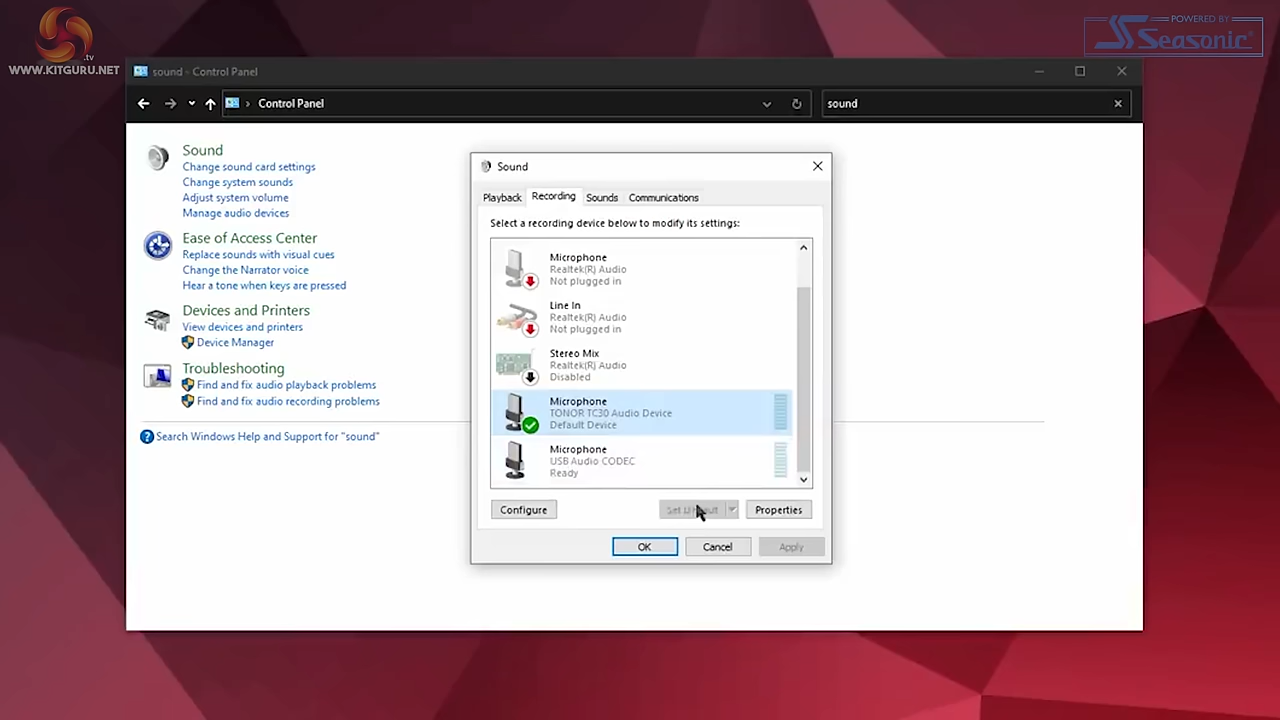 .tv
WWW.KITGURU.NET
POWERED BY
Seasonic
sound - Control Panel
Control Panel
sound
Sound
Change sound card settings
Change system sounds
Adjust system volume
Manage audio devices
Ease of Access Center
Replace sounds with visual cues
Change the Narrator voice
Hear a tone when keys are pressed
Devices and Printers
View devices and printers
Device Manager
Troubleshooting
Find and fix audio playback problems
Find and fix audio recording problems
Search Windows Help and Support for "sound"
Sound
Playback Recording Sounds Communications
Select a recording device below to modify its settings:
Microphone
Realtek(R) Audio
Not plugged in
Line In
Realtek(R) Audio
Not plugged in
Stereo Mix
Realtek(R) Audio
Disabled
Microphone
TONOR TC30 Audio Device
Default Device
Microphone
USB Audio CODEC
Ready
Configure Set Properties
OK Cancel Apply